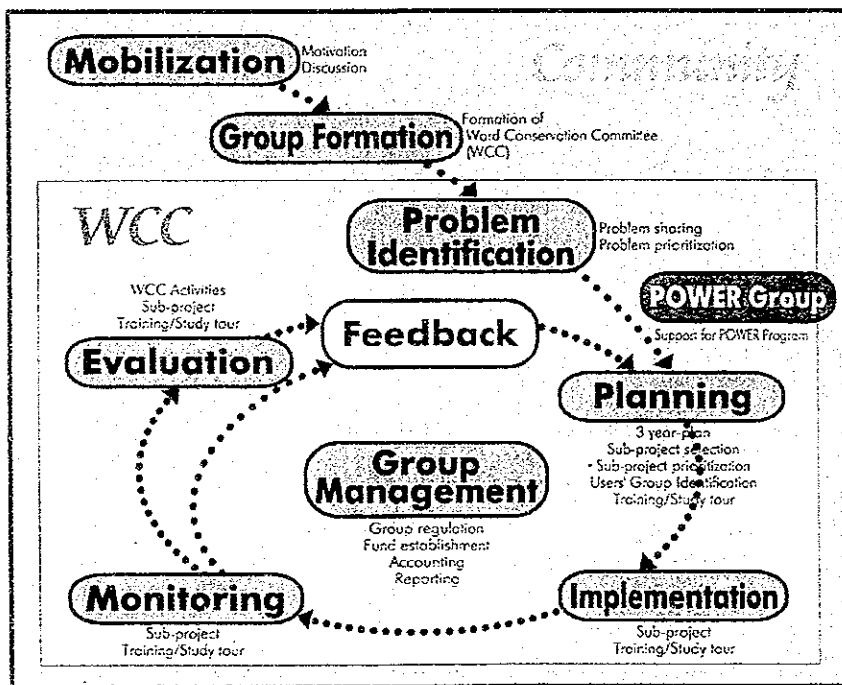 Community
Mobilization
Motivation
Discussion
Group Formation
Formation of
Ward Conservation Committee
(WCC)
WCC
Problem
Identification
Problem sharing
Problem prioritization
POWER Group
Support for POWER Program
WCC Activities
Sub-project
Training/Study tour
Evaluation
Feedback
Planning
3 year-plan
Sub-project selection
Sub-project prioritization
Users' Group Identification
Training/Study tour
Group
Management
Group regulation
Fund establishment
Accounting
Reporting
Monitoring
Sub-project
Training/Study tour
Implementation
Sub-project
Training/Study tour